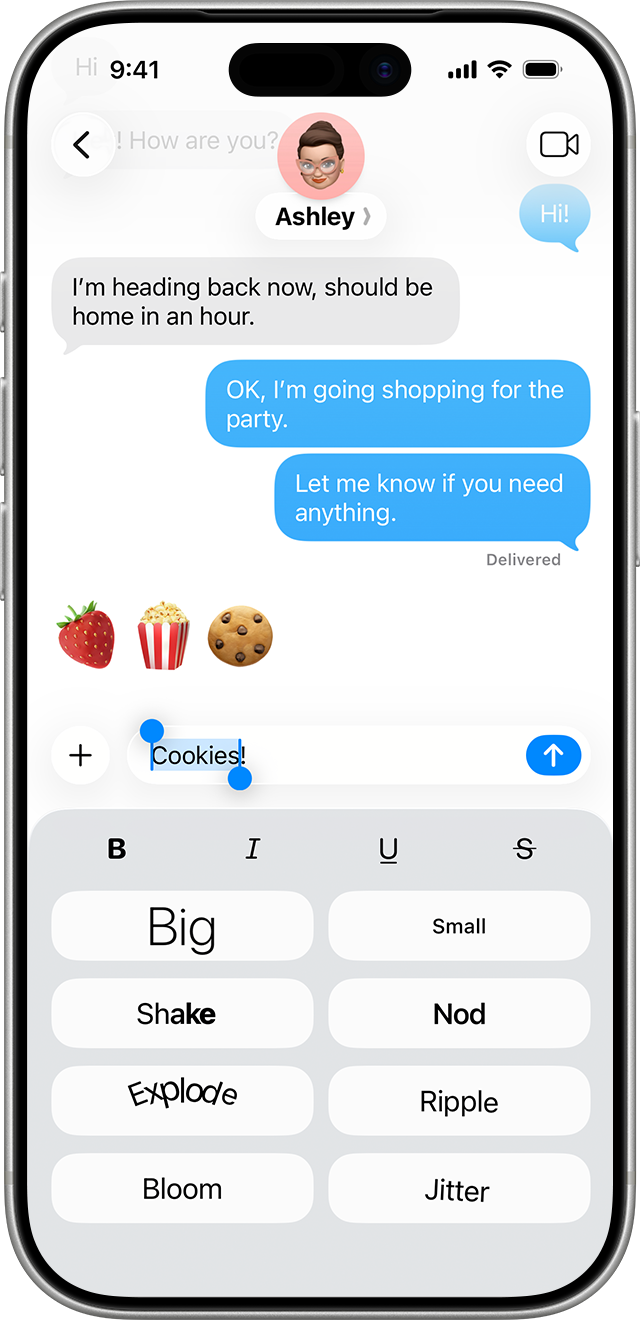 Hi
9:41
! How are you?
Ashley
Hi!
I’m heading back now, should be
home in an hour.
OK, I’m going shopping for the
party.
Let me know if you need
anything.
Delivered
Cookies!
B I U S
Big
Small
Shake
Nod
Explode
Ripple
Bloom
Jitter